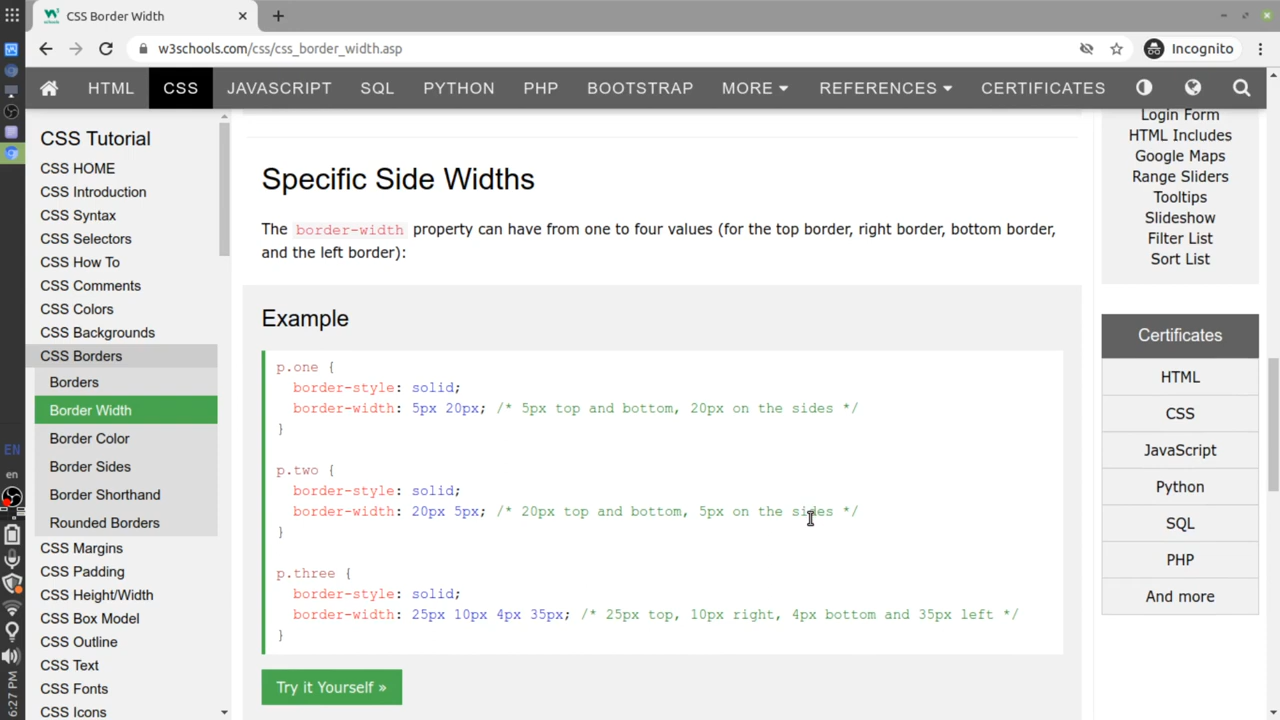 CSS Border Width
w3schools.com/css/css_border_width.asp
Incognito
HTML
CSS
JAVASCRIPT
SQL
PYTHON
PHP
BOOTSTRAP
MORE
REFERENCES
CERTIFICATES
CSS Tutorial
CSS HOME
CSS Introduction
CSS Syntax
CSS Selectors
CSS How To
CSS Comments
CSS Colors
CSS Backgrounds
CSS Borders
Borders
Border Width
Border Color
Border Sides
Border Shorthand
Rounded Borders
CSS Margins
CSS Padding
CSS Height/Width
CSS Box Model
CSS Outline
CSS Text
CSS Fonts
CSS Icons
Specific Side Widths
The border-width property can have from one to four values (for the top border, right border, bottom border,
and the left border):
Example
p.one {
  border-style: solid;
  border-width: 5px 20px; /* 5px top and bottom, 20px on the sides */
}
p.two {
  border-style: solid;
  border-width: 20px 5px; /* 20px top and bottom, 5px on the sides */
}
p.three {
  border-style: solid;
  border-width: 25px 10px 4px 35px; /* 25px top, 10px right, 4px bottom and 35px left */
}
Try it Yourself »
Login Form
HTML Includes
Google Maps
Range Sliders
Tooltips
Slideshow
Filter List
Sort List
Certificates
HTML
CSS
JavaScript
Python
SQL
PHP
And more
EN
en
6:27 PM